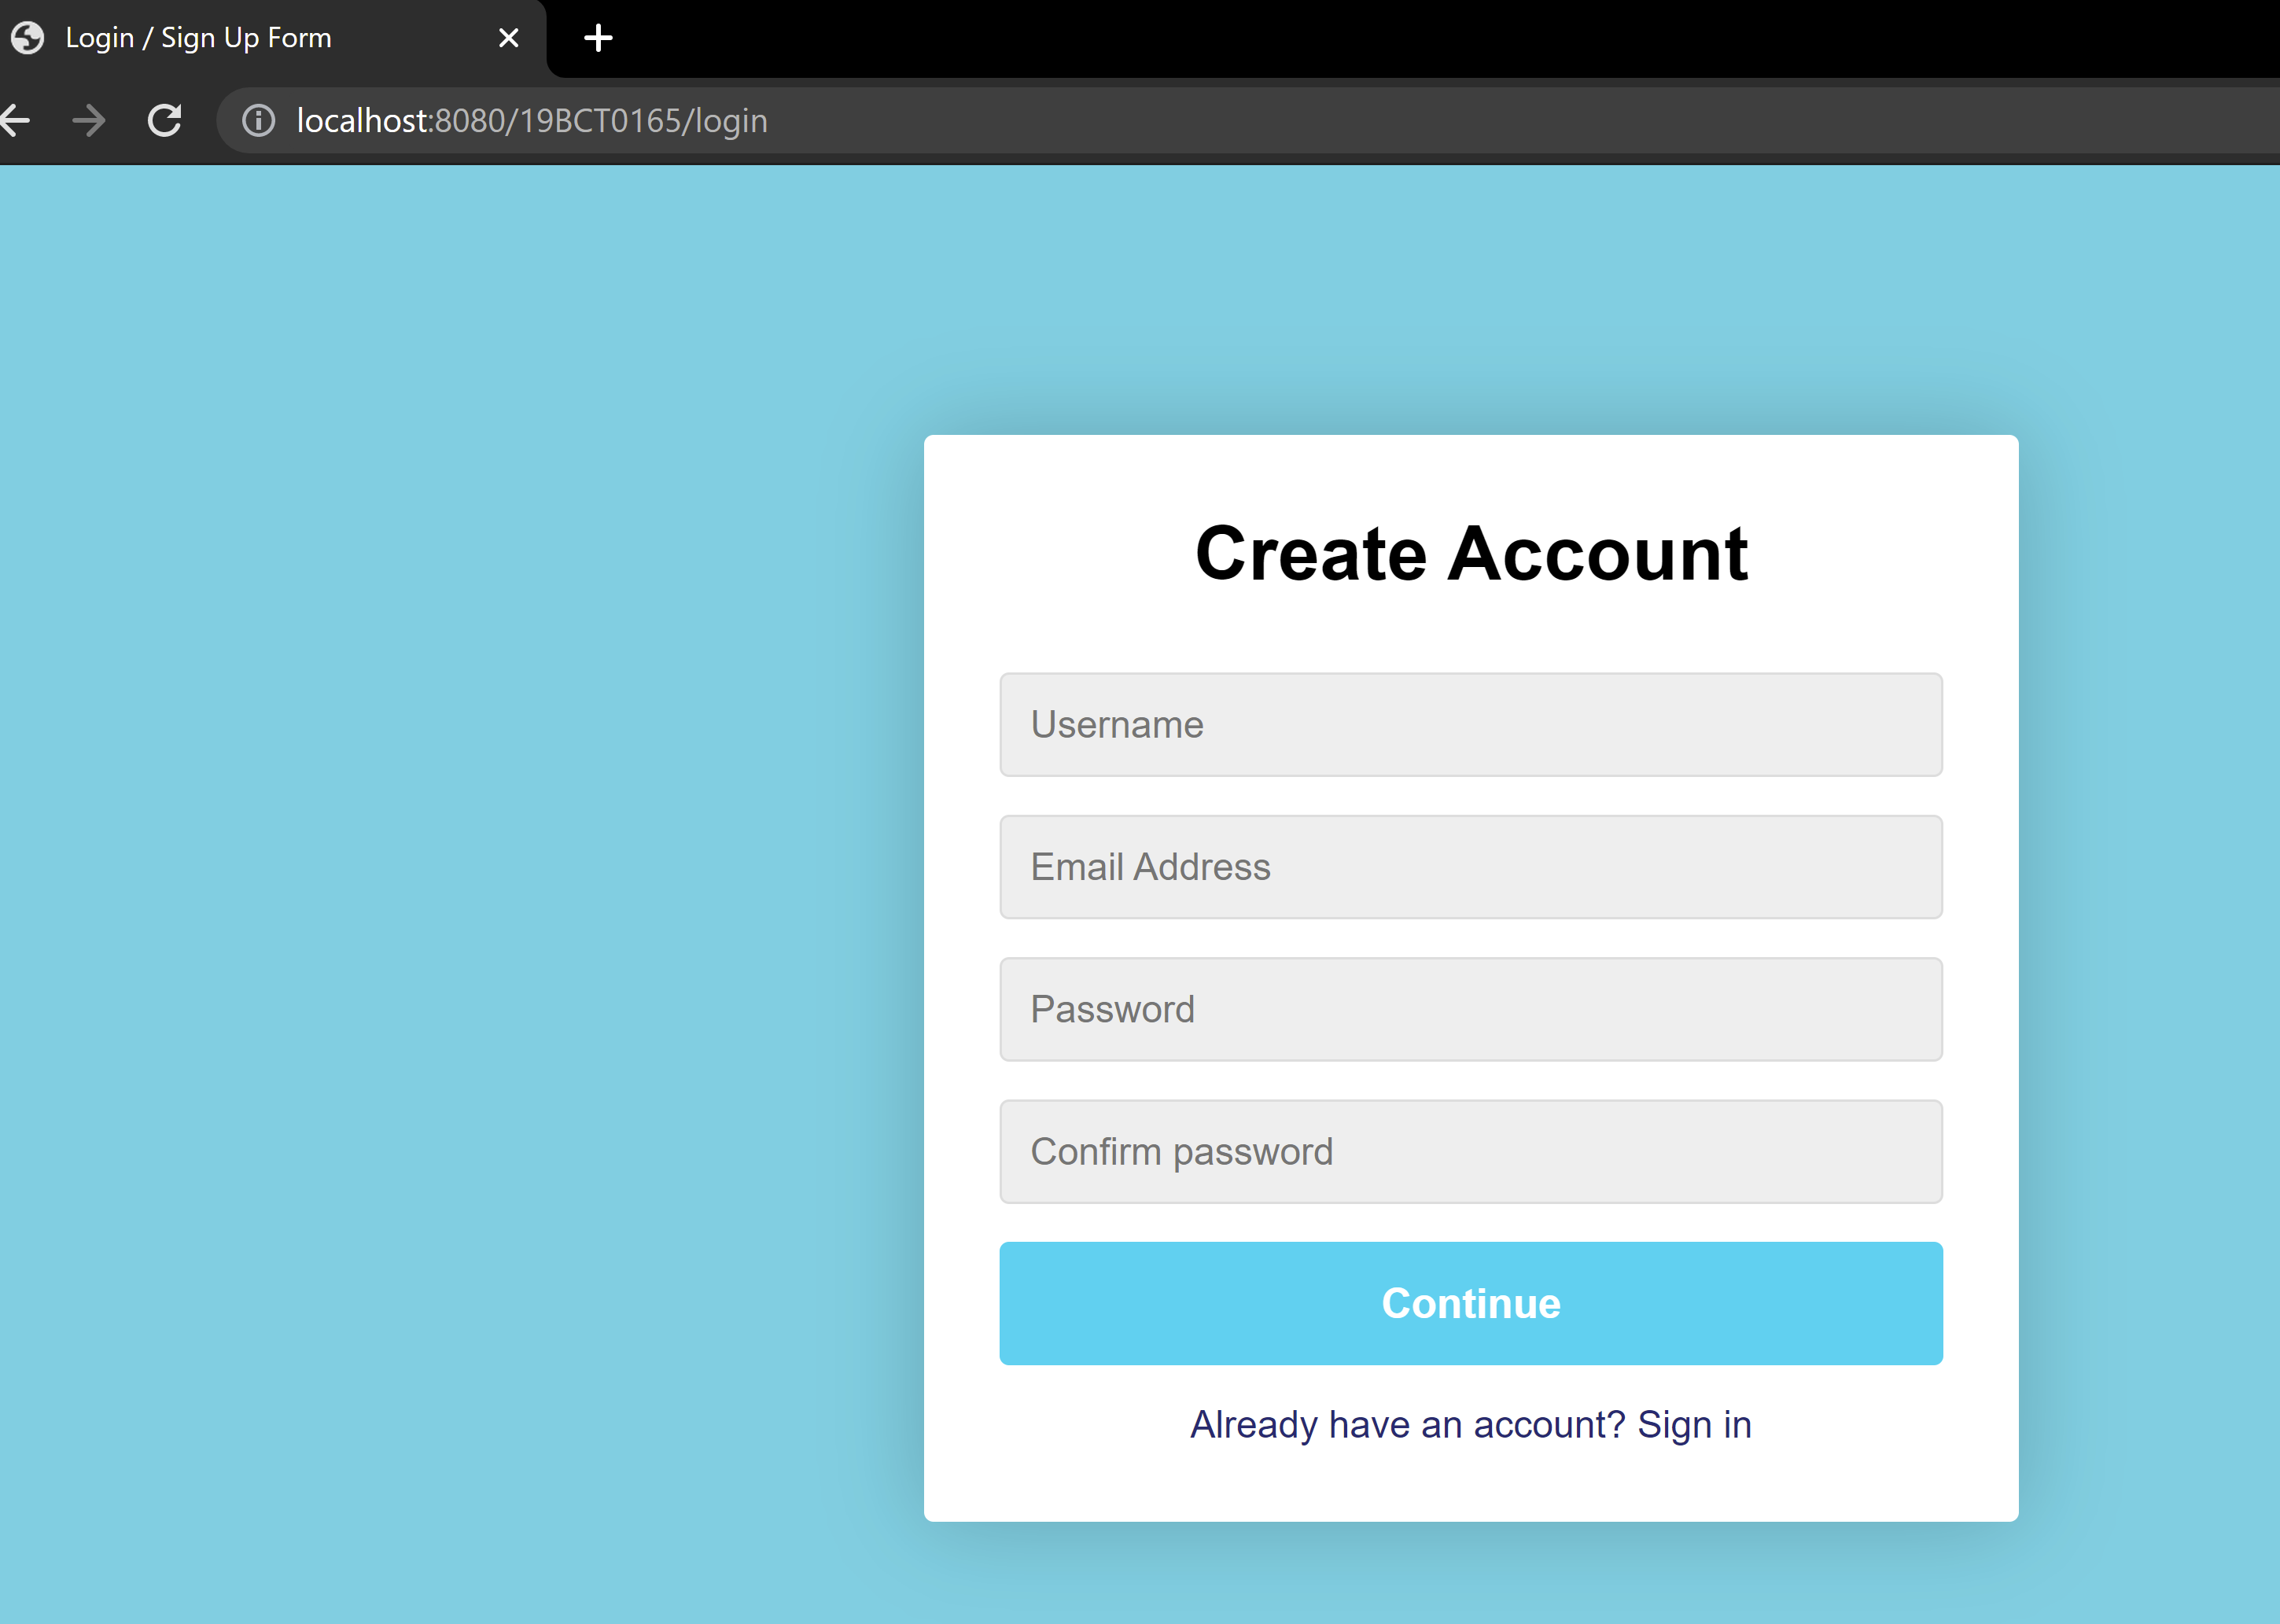 Login / Sign Up Form
localhost:8080/19BCT0165/login
Create Account
Username
Email Address
Password
Confirm password
Continue
Already have an account? Sign in